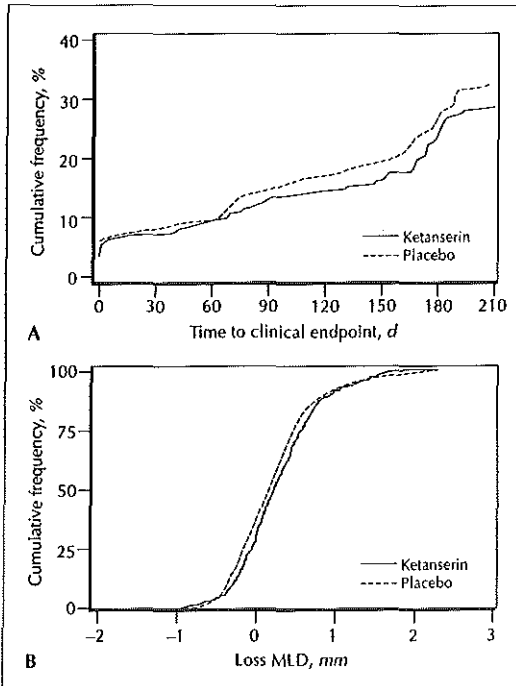 Cumulative frequency, %
40
30
20
10
0
Ketanserin
Placebo
0 30 60 90 120 150 180 210
Time to clinical endpoint, d
A
Cumulative frequency, %
100
75
50
25
0
Ketanserin
Placebo
−2 −1 0 1 2 3
Loss MLD, mm
B